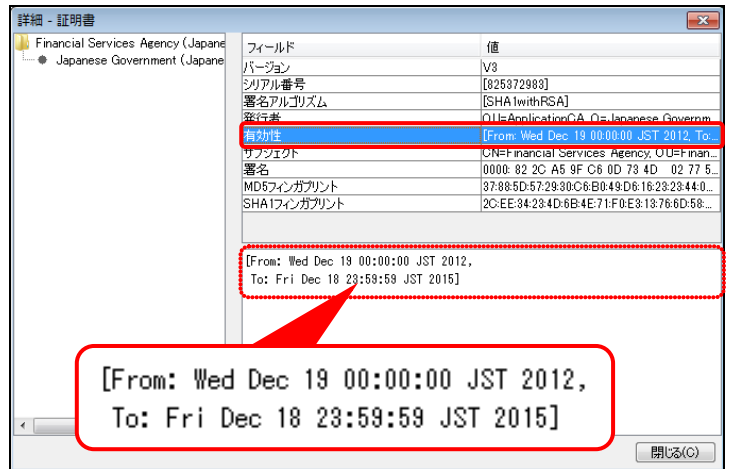 詳細 - 証明書
Financial Services Agency (Japane
Japanese Government (Japane
フィールド 値
バージョン V3
シリアル番号 [825372983]
署名アルゴリズム [SHA1withRSA]
発行者 OU=ApplicationCA, O=Japanese Governm...
有効性 [From: Wed Dec 19 00:00:00 JST 2012, To:...
サブジェクト CN=Financial Services Agency, OU=Finan...
署名 0000: 82 2C A5 9F C6 0D 73 4D 02 77 5...
MD5フィンガプリント 37:88:5D:57:29:30:C6:B0:49:D6:16:23:23:44:0...
SHA1フィンガプリント 2C:EE:34:23:4D:6B:4E:71:F0:E3:13:76:6D:58:...
[From: Wed Dec 19 00:00:00 JST 2012,
To: Fri Dec 18 23:59:59 JST 2015]
[From: Wed Dec 19 00:00:00 JST 2012,
To: Fri Dec 18 23:59:59 JST 2015]
閉じる(C)